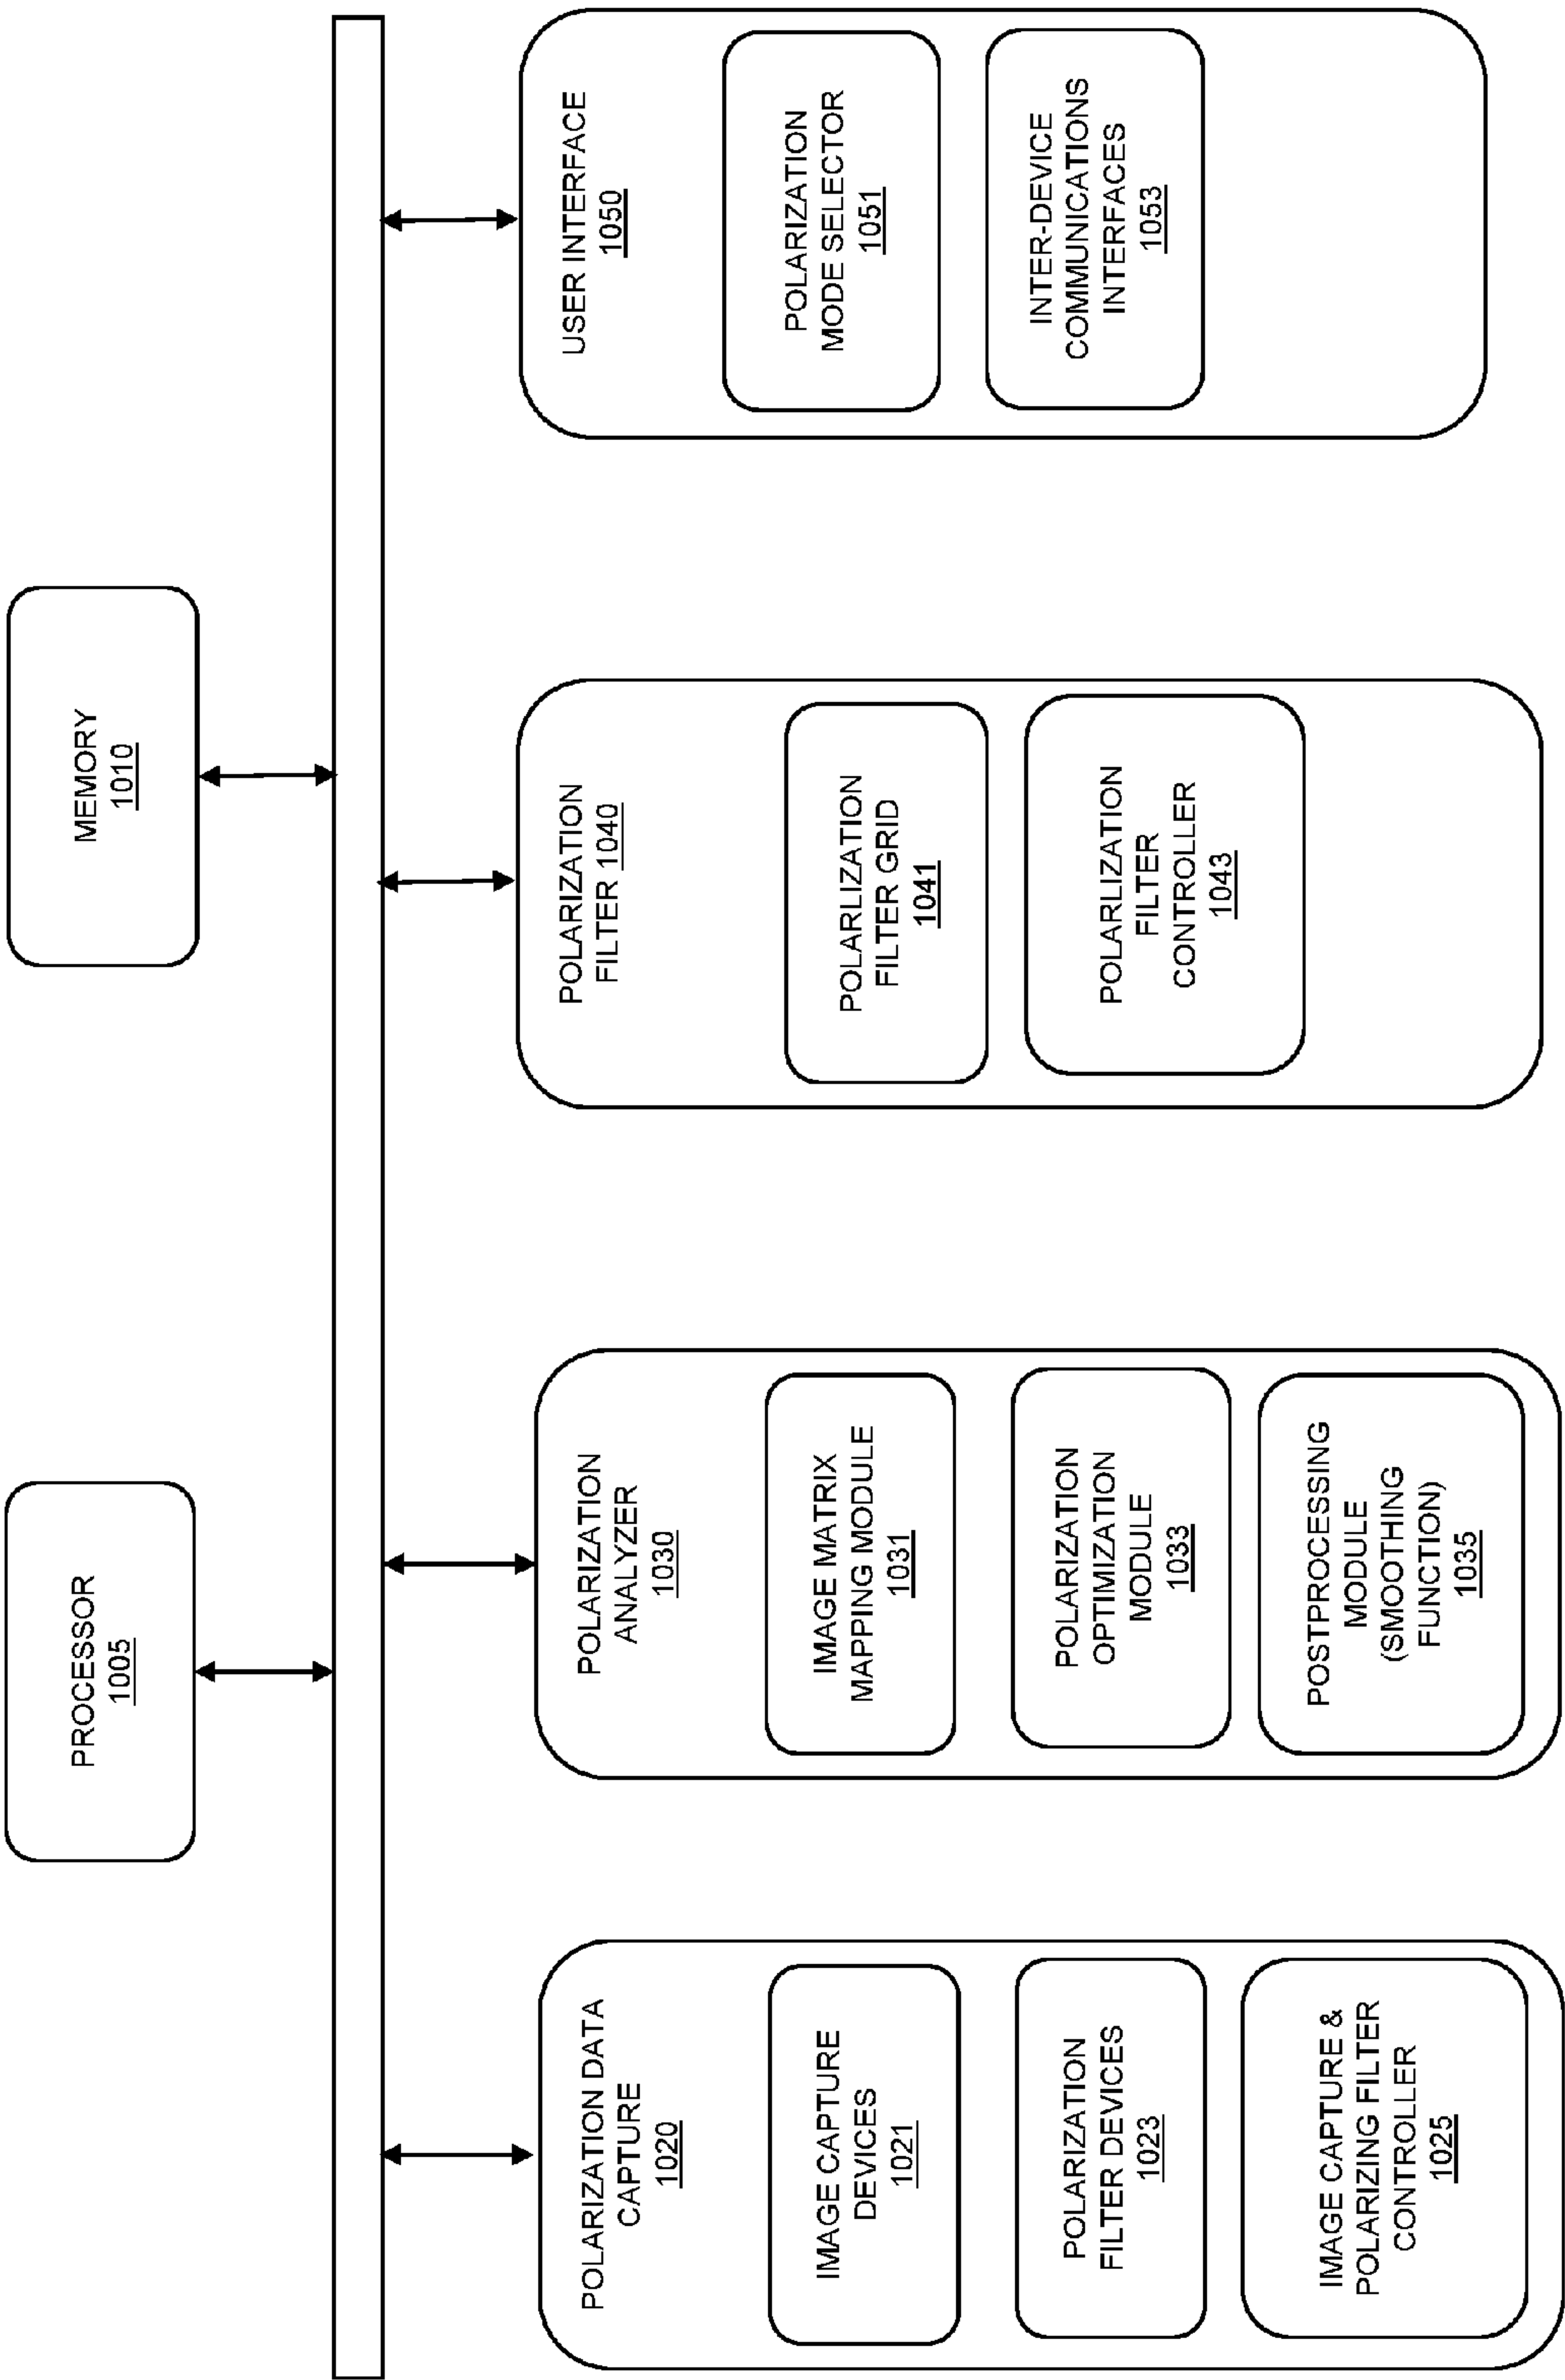 PROCESSOR
1005
MEMORY
1010
POLARIZATION DATA
CAPTURE
1020
IMAGE CAPTURE
DEVICES
1021
POLARIZATION
FILTER DEVICES
1023
IMAGE CAPTURE &
POLARIZING FILTER
CONTROLLER
1025
POLARIZATION
ANALYZER
1030
IMAGE MATRIX
MAPPING MODULE
1031
POLARIZATION
OPTIMIZATION
MODULE
1033
POSTPROCESSING
MODULE
(SMOOTHING
FUNCTION)
1035
POLARIZATION
FILTER 1040
POLARLIZATION
FILTER GRID
1041
POLARLIZATION
FILTER
CONTROLLER
1043
USER INTERFACE
1050
POLARIZATION
MODE SELECTOR
1051
INTER-DEVICE
COMMUNICATIONS
INTERFACES
1053